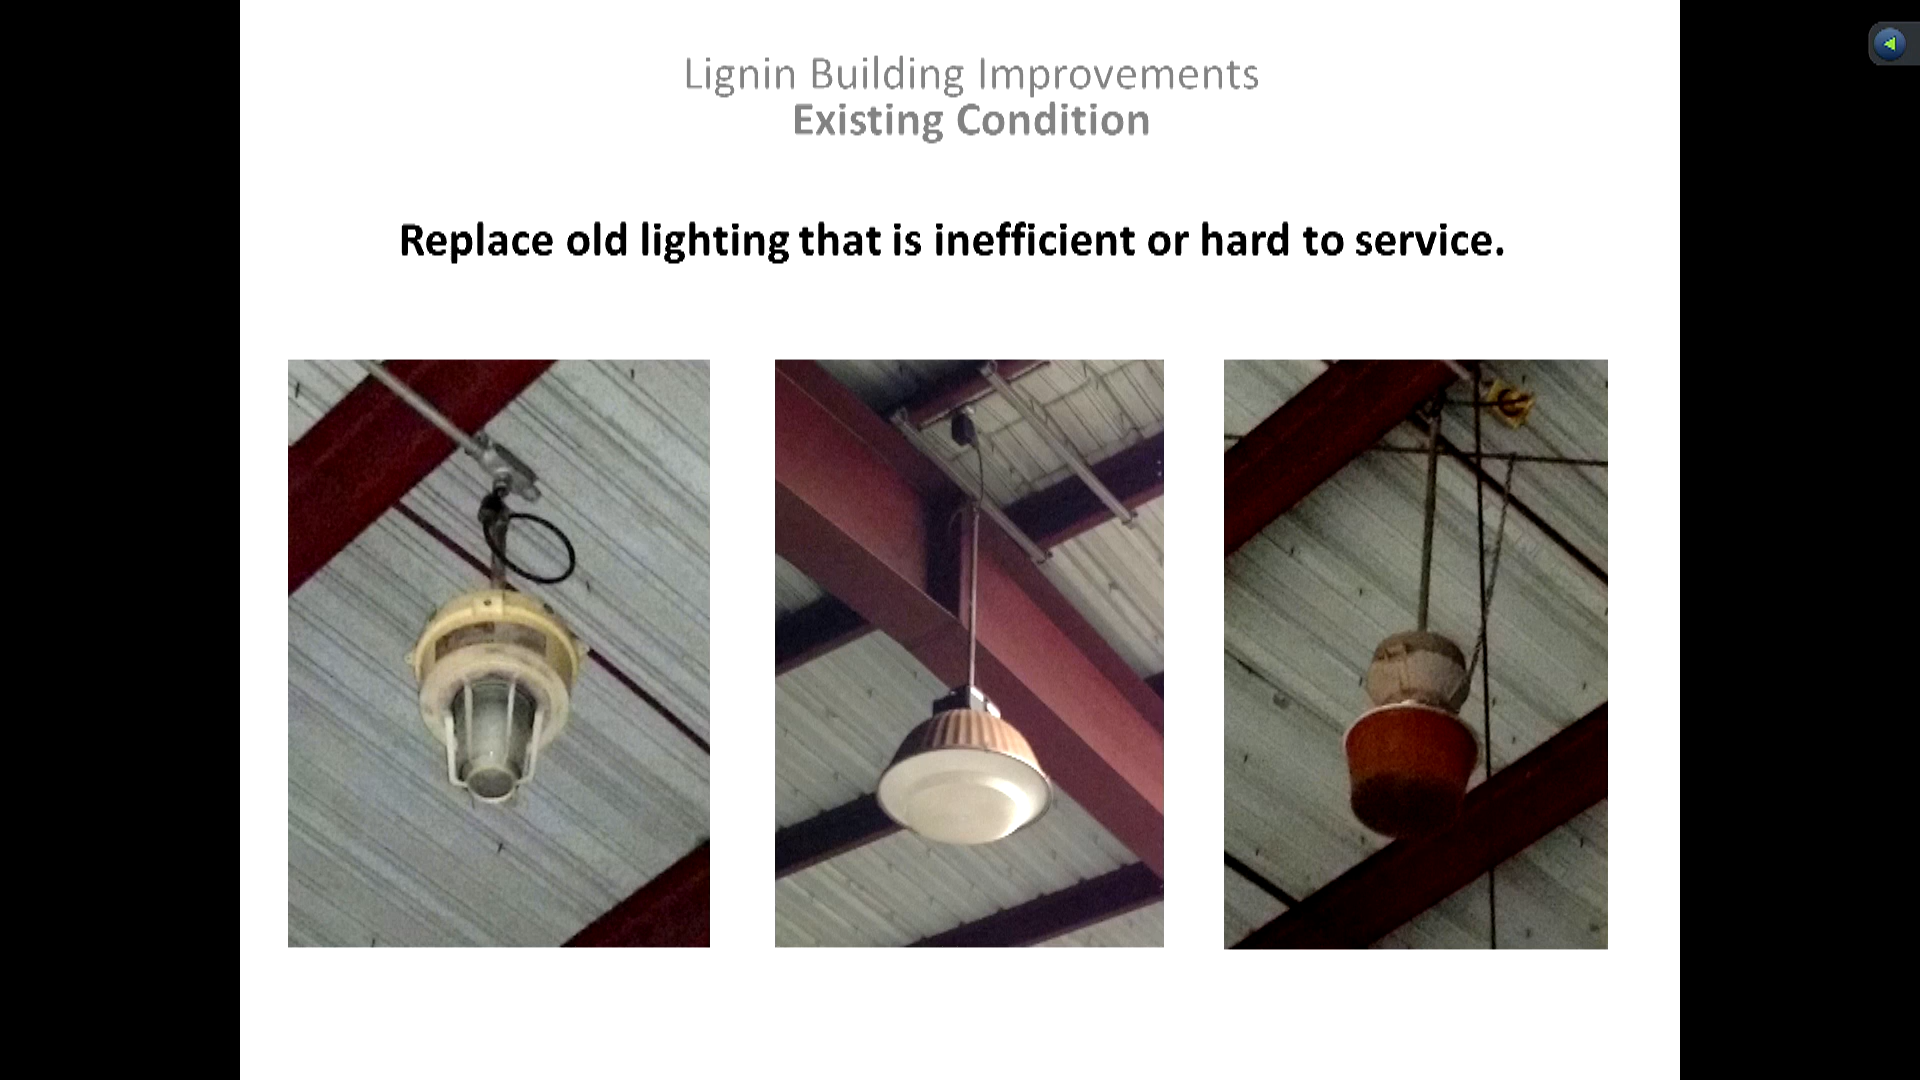 Lignin Building Improvements
Existing Condition
Replace old lighting that is inefficient or hard to service.